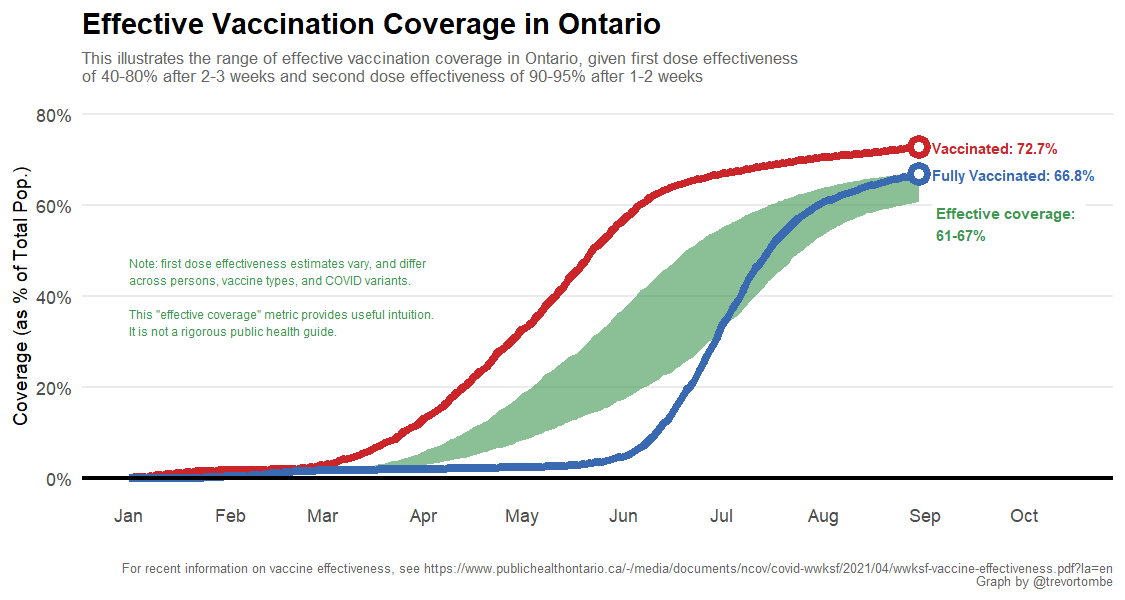 Effective Vaccination Coverage in Ontario
This illustrates the range of effective vaccination coverage in Ontario, given first dose effectiveness
of 40-80% after 2-3 weeks and second dose effectiveness of 90-95% after 1-2 weeks
Coverage (as % of Total Pop.)
80%
60%
40%
20%
0%
Vaccinated: 72.7%
Fully Vaccinated: 66.8%
Effective coverage:
61-67%
Note: first dose effectiveness estimates vary, and differ
across persons, vaccine types, and COVID variants.
This "effective coverage" metric provides useful intuition.
It is not a rigorous public health guide.
Jan Feb Mar Apr May Jun Jul Aug Sep Oct
For recent information on vaccine effectiveness, see https://www.publichealthontario.ca/-/media/documents/ncov/covid-wwksf/2021/04/wwksf-vaccine-effectiveness.pdf?la=en
Graph by @trevortombe